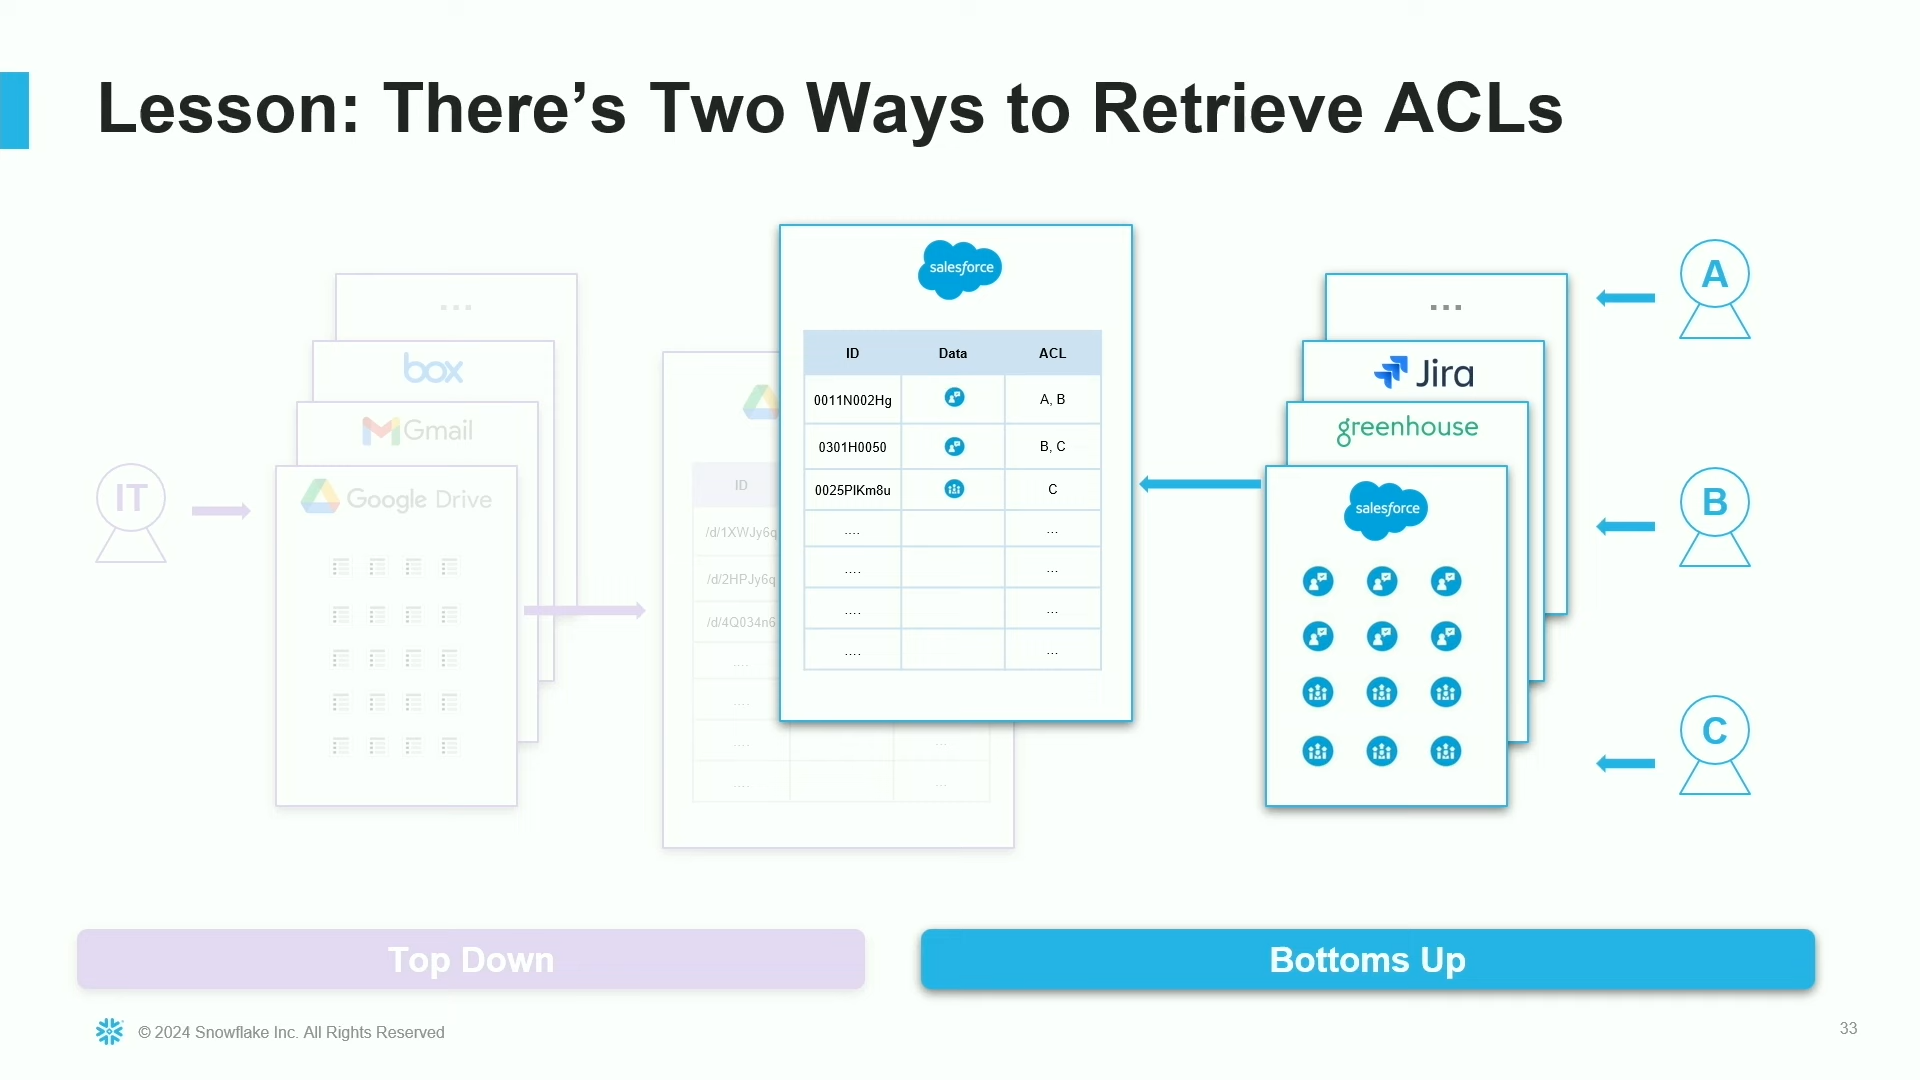 Lesson: There’s Two Ways to Retrieve ACLs
IT
...
box
Gmail
Google Drive
ID
/d/1XWJy6q
/d/2HPJy6q
/d/4Q034n6
....
....
.... ...
.... ...
salesforce
ID Data ACL
0011N002Hg A, B
0301H0050 B, C
0025PIKm8u C
.... ...
.... ...
.... ...
.... ...
...
Jira
greenhouse
salesforce
A
B
C
Top Down
Bottoms Up
© 2024 Snowflake Inc. All Rights Reserved
33